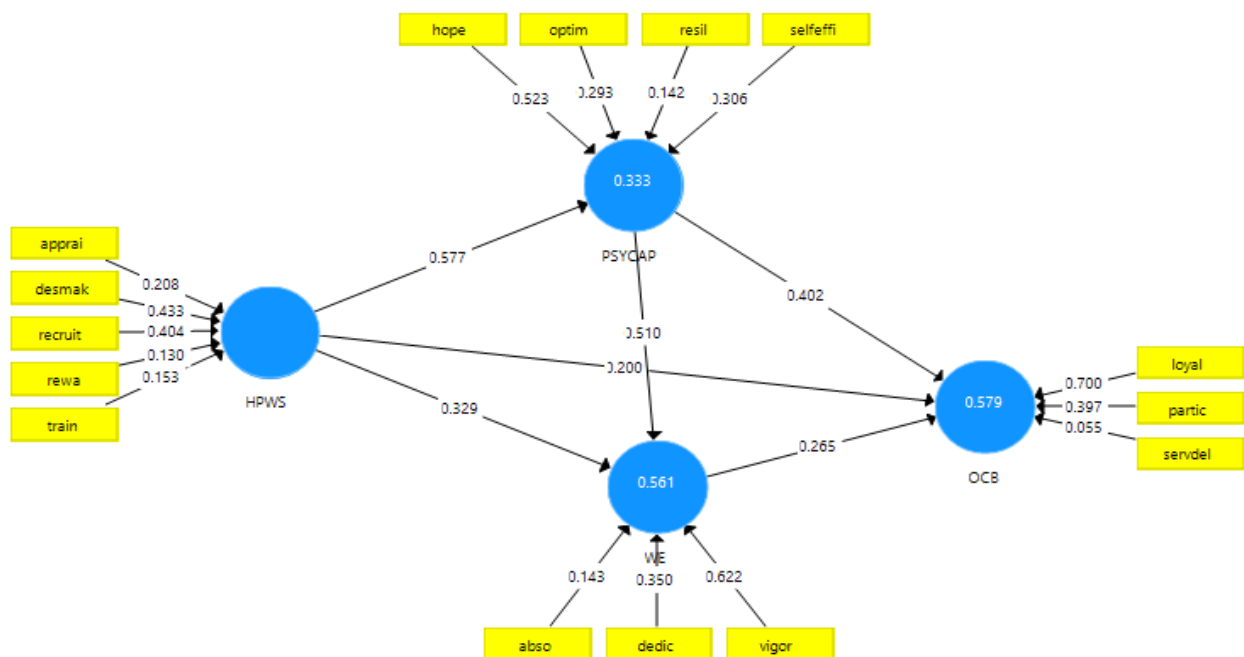 hope
optim
resil
selfeffi
0.523
0.293
0.142
0.306
0.333
PSYCAP
apprai
desmak
recruit
rewa
train
0.208
0.433
0.404
0.130
0.153
HPWS
0.577
0.402
0.510
0.200
0.329
0.265
0.579
OCB
loyal
partic
servdel
0.700
0.397
0.055
0.561
WE
0.143
0.350
0.622
abso
dedic
vigor